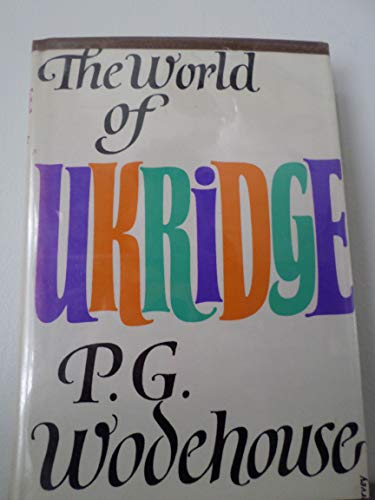 The World
of
UKRiDgE
P.G.
Wodehouse